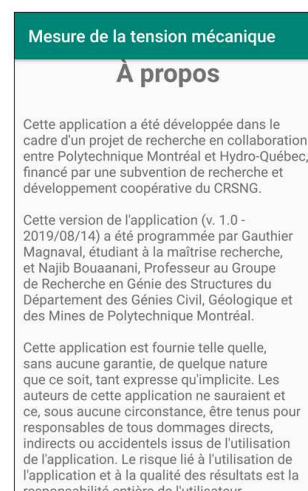 Mesure de la tension mécanique
À propos
Cette application a été développée dans le
cadre d'un projet de recherche en collaboration
entre Polytechnique Montréal et Hydro-Québec,
financé par une subvention de recherche et
développement coopérative du CRSNG.
Cette version de l'application (v. 1.0 -
2019/08/14) a été programmée par Gauthier
Magnaval, étudiant à la maîtrise recherche,
et Najib Bouaanani, Professeur au Groupe
de Recherche en Génie des Structures du
Département des Génies Civil, Géologique et
des Mines de Polytechnique Montréal.
Cette application est fournie telle quelle,
sans aucune garantie, de quelque nature
que ce soit, tant expresse qu'implicite. Les
auteurs de cette application ne sauraient et
ce, sous aucune circonstance, être tenus pour
responsables de tous dommages directs,
indirects ou accidentels issus de l'utilisation
de l'application. Le risque lié à l'utilisation de
l'application et à la qualité des résultats est la
responsabilité entière de l'utilisateur